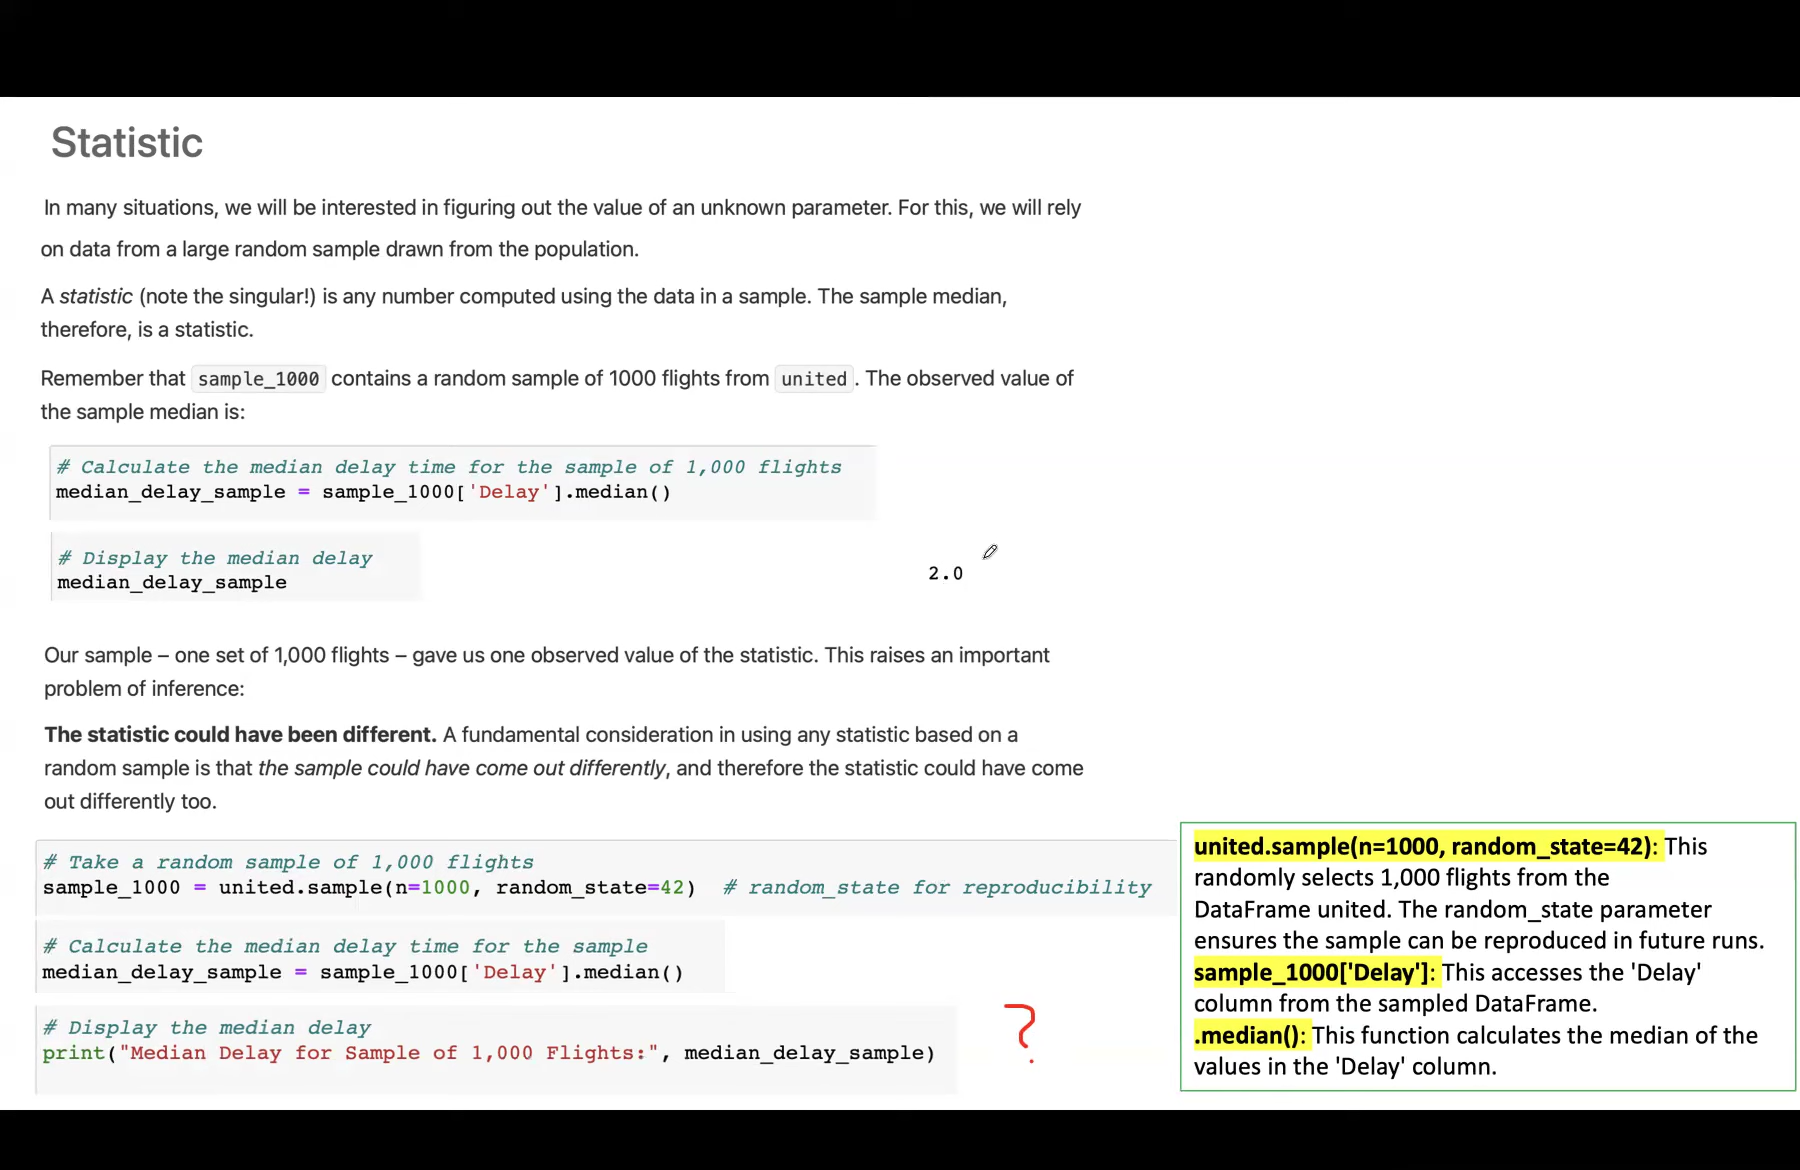 Statistic
In many situations, we will be interested in figuring out the value of an unknown parameter. For this, we will rely
on data from a large random sample drawn from the population.
A statistic (note the singular!) is any number computed using the data in a sample. The sample median,
therefore, is a statistic.
Remember that sample_1000 contains a random sample of 1000 flights from united. The observed value of
the sample median is:
# Calculate the median delay time for the sample of 1,000 flights
median_delay_sample = sample_1000['Delay'].median()
# Display the median delay
median_delay_sample
2.0
Our sample – one set of 1,000 flights – gave us one observed value of the statistic. This raises an important
problem of inference:
The statistic could have been different. A fundamental consideration in using any statistic based on a
random sample is that the sample could have come out differently, and therefore the statistic could have come
out differently too.
# Take a random sample of 1,000 flights
sample_1000 = united.sample(n=1000, random_state=42)  # random_state for reproducibility
# Calculate the median delay time for the sample
median_delay_sample = sample_1000['Delay'].median()
# Display the median delay
print("Median Delay for Sample of 1,000 Flights:", median_delay_sample)
?
united.sample(n=1000, random_state=42): This
randomly selects 1,000 flights from the
DataFrame united. The random_state parameter
ensures the sample can be reproduced in future runs.
sample_1000['Delay']: This accesses the 'Delay'
column from the sampled DataFrame.
.median(): This function calculates the median of the
values in the 'Delay' column.